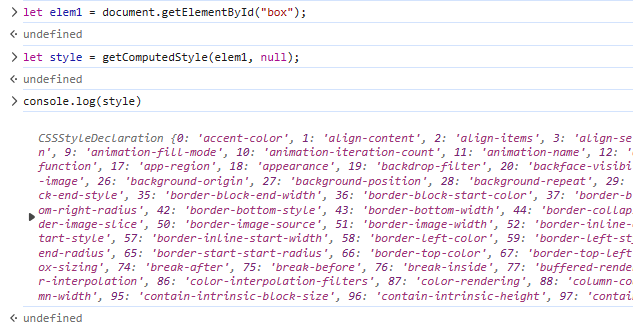 > let elem1 = document.getElementById("box");
< undefined
> let style = getComputedStyle(elem1, null);
< undefined
> console.log(style)
CSSStyleDeclaration {0: 'accent-color', 1: 'align-content', 2: 'align-items', 3: 'align-se
n', 9: 'animation-fill-mode', 10: 'animation-iteration-count', 11: 'animation-name', 12:
function', 17: 'app-region', 18: 'appearance', 19: 'backdrop-filter', 20: 'backface-visibi
-image', 26: 'background-origin', 27: 'background-position', 28: 'background-repeat', 29:
ck-end-style', 35: 'border-block-end-width', 36: 'border-block-start-color', 37: 'border-b
om-right-radius', 42: 'border-bottom-style', 43: 'border-bottom-width', 44: 'border-collap
der-image-slice', 50: 'border-image-source', 51: 'border-image-width', 52: 'border-inline-
start-style', 57: 'border-inline-start-width', 58: 'border-left-color', 59: 'border-left-st
end-radius', 65: 'border-start-start-radius', 66: 'border-top-color', 67: 'border-top-left
ox-sizing', 74: 'break-after', 75: 'break-before', 76: 'break-inside', 77: 'buffered-rende
r-interpolation', 86: 'color-interpolation-filters', 87: 'color-rendering', 88: 'column-co
mn-width', 95: 'contain-intrinsic-block-size', 96: 'contain-intrinsic-height', 97: 'contai
< undefined